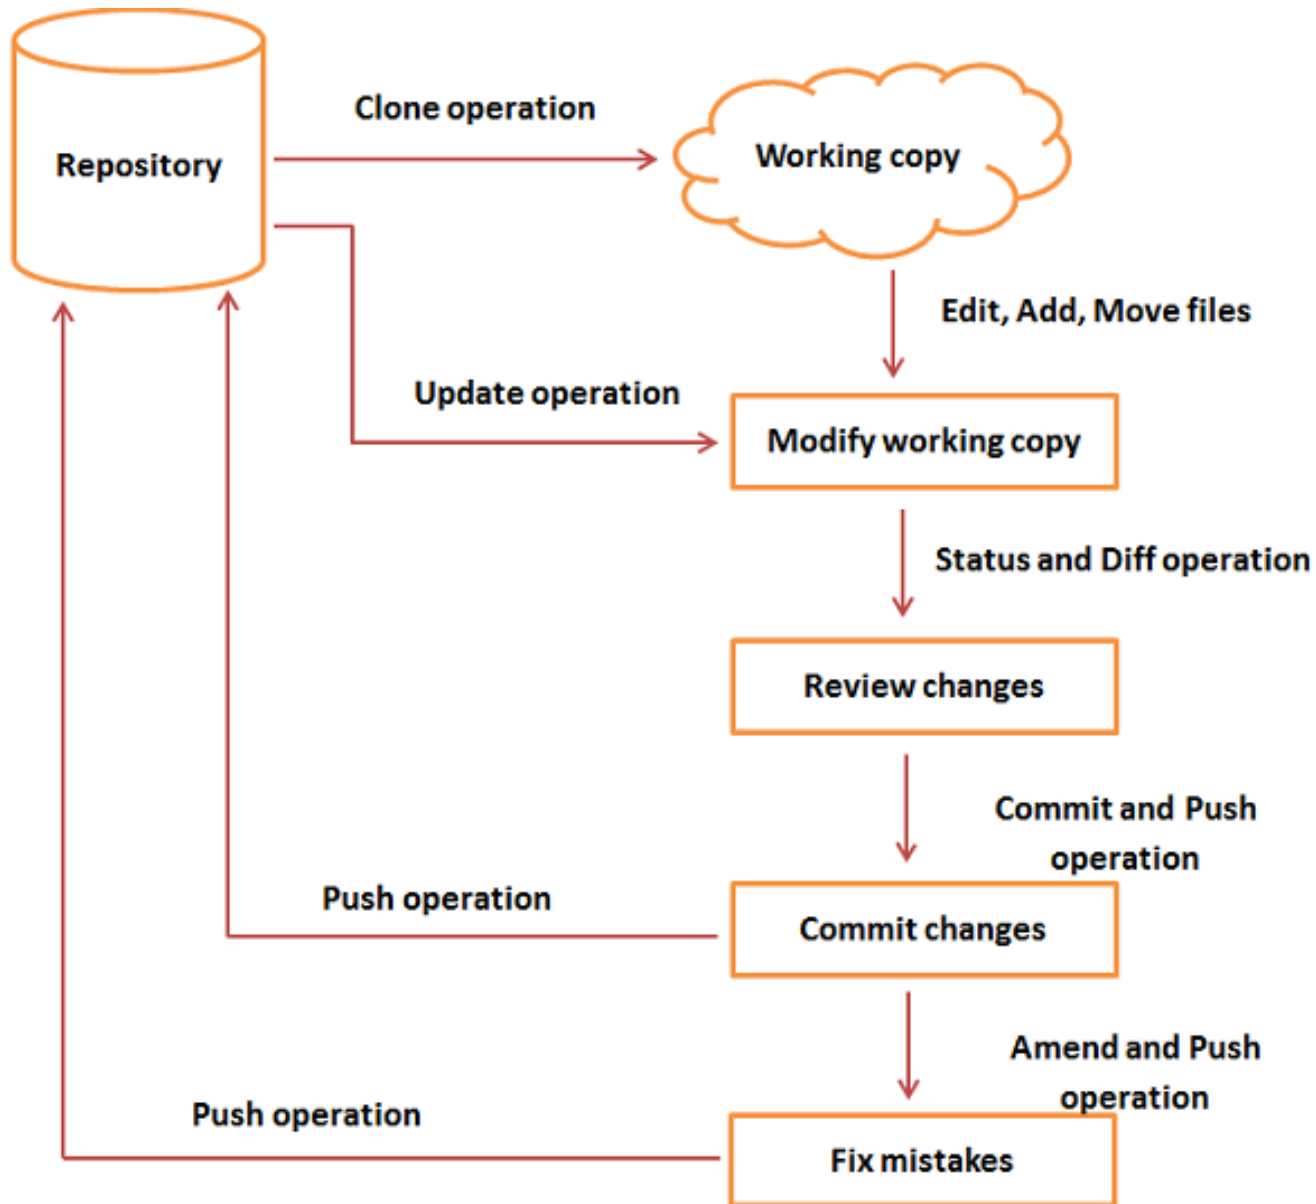 Clone operation
Repository
Working copy
Edit, Add, Move files
Update operation
Modify working copy
Status and Diff operation
Review changes
Commit and Push
operation
Push operation
Commit changes
Amend and Push
operation
Push operation
Fix mistakes